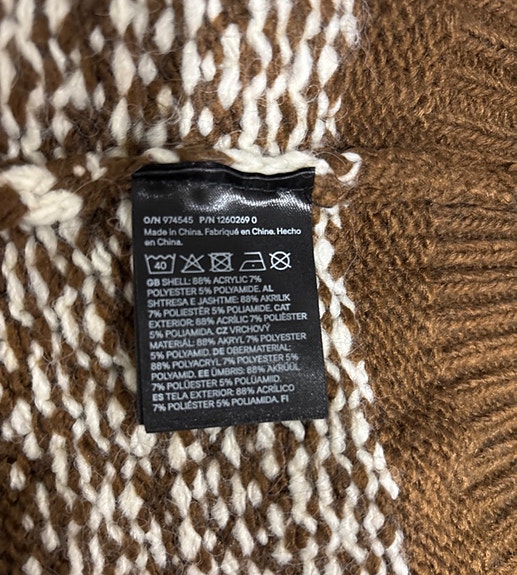 O/N 974545 P/N 1260269 0
Made in China. Fabriqué en Chine. Hecho
en China.
40
GB SHELL: 88% ACRYLIC 7%
POLYESTER 5% POLYAMIDE. AL
SHTRESA E JASHTME: 88% AKRILIK
7% POLIESTËR 5% POLIAMID. CAT
EXTERIOR: 88% ACRÍLIC 7% POLIÈSTER
5% POLIAMIDA. CZ VRCHOVÝ
MATERIÁL: 88% AKRYL 7% POLYESTER
5% POLYAMID. DE OBERMATERIAL:
88% POLYACRYL 7% POLYESTER 5%
POLYAMID. EE ÜMBRIS: 88% AKRÜÜL
7% POLÜESTER 5% POLÜAMIID.
ES TELA EXTERIOR: 88% ACRÍLICO
7% POLIÉSTER 5% POLIAMIDA. FI